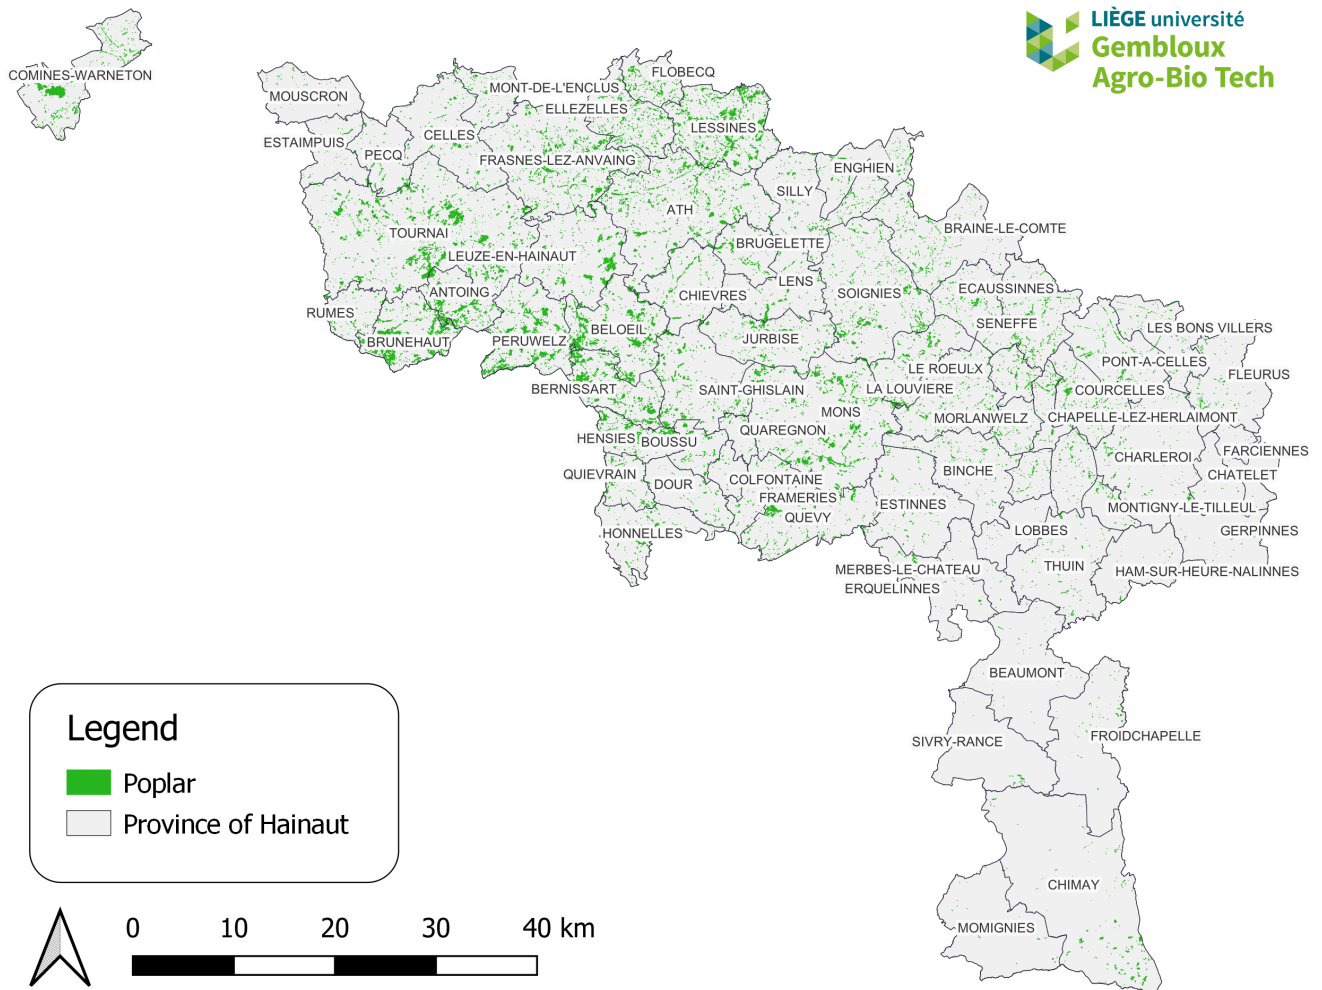 LIÈGE université
Gembloux
Agro-Bio Tech
COMINES-WARNETON
FLOBECQ
MONT-DE-L'ENCLUS
MOUSCRON
ELLEZELLES
LESSINES
CELLES
ESTAIMPUIS
PECQ
FRASNES-LEZ-ANVAING
ENGHIEN
SILLY
ATH
BRAINE-LE-COMTE
TOURNAI
BRUGELETTE
LEUZE-EN-HAINAUT
LENS
ECAUSSINNES
ANTOING
SOIGNIES
CHIEVRES
RUMES
SENEFFE
LES BONS VILLERS
BELOEIL
BRUNEHAUT
PERUWELZ
JURBISE
PONT-A-CELLES
LE ROEULX
FLEURUS
BERNISSART
SAINT-GHISLAIN
LA LOUVIERE
COURCELLES
MONS
MORLANWELZ
CHAPELLE-LEZ-HERLAIMONT
QUAREGNON
HENSIES
BOUSSU
FARCIENNES
CHARLEROI
BINCHE
QUIEVRAIN
CHATELET
DOUR
COLFONTAINE
FRAMERIES
ESTINNES
MONTIGNY-LE-TILLEUL
QUEVY
HONNELLES
LOBBES
GERPINNES
THUIN
MERBES-LE-CHATEAU
HAM-SUR-HEURE-NALINNES
ERQUELINNES
BEAUMONT
SIVRY-RANCE
FROIDCHAPELLE
CHIMAY
MOMIGNIES
Legend
Poplar
Province of Hainaut
0 10 20 30 40 km